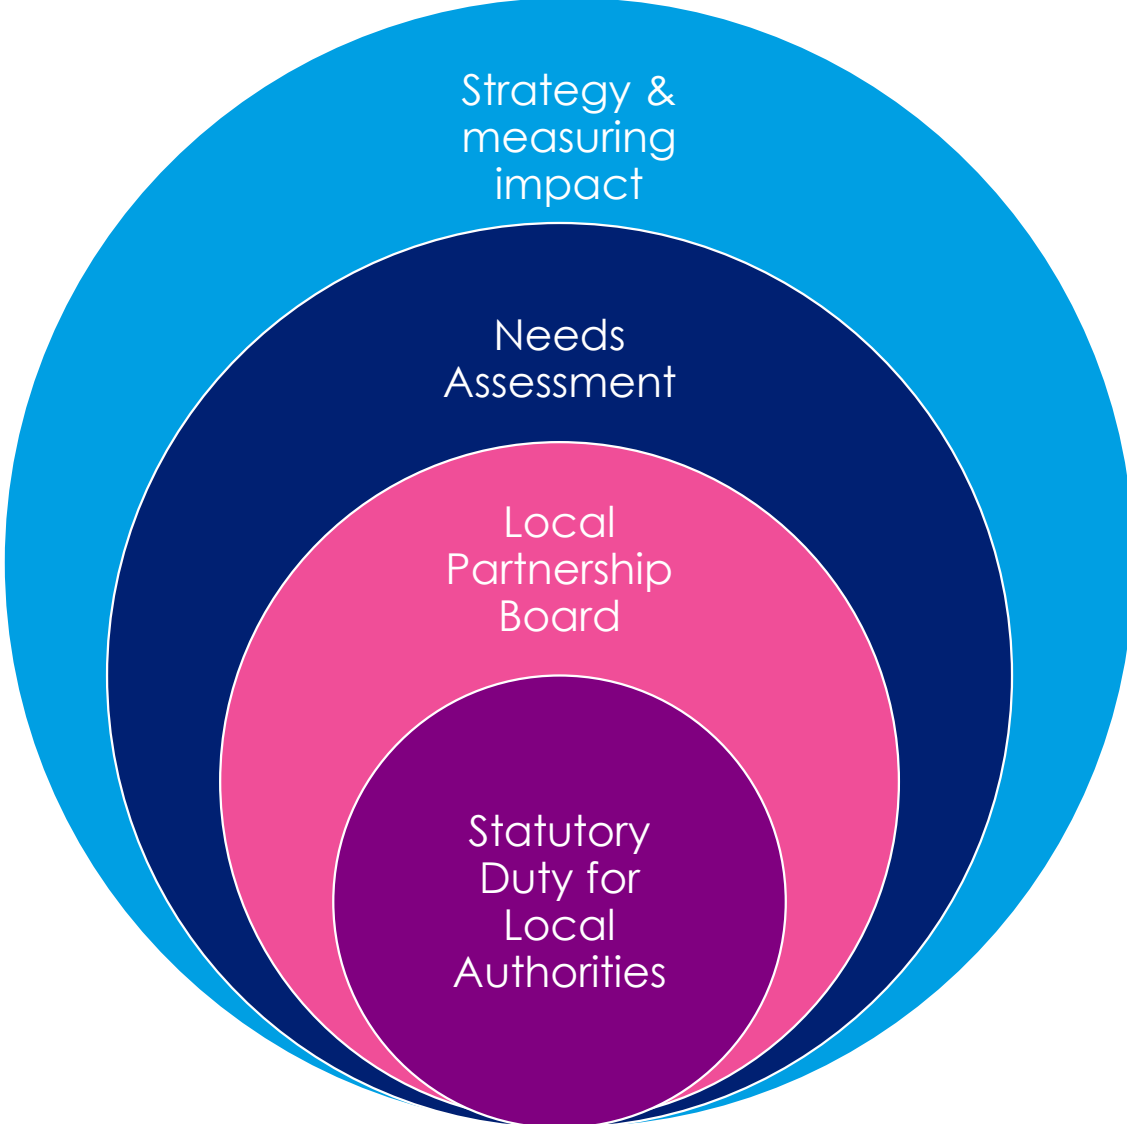 Strategy &
measuring
impact
Needs
Assessment
Local
Partnership
Board
Statutory
Duty for
Local
Authorities